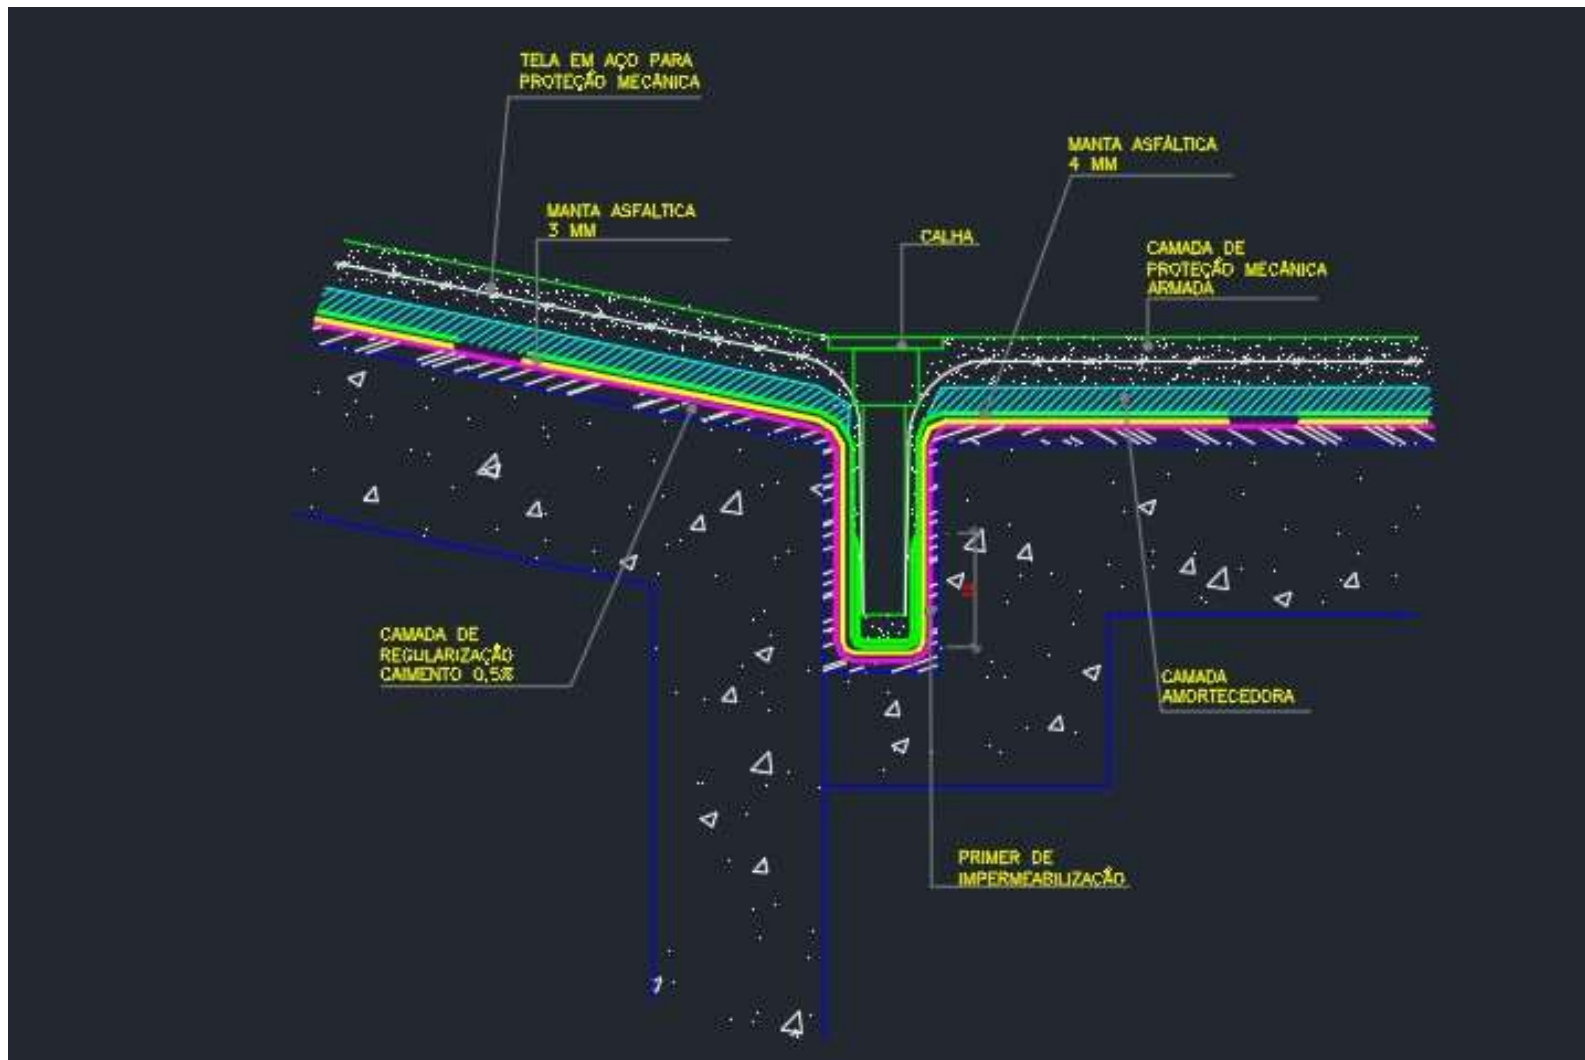 TELA EM AÇO PARA
PROTEÇÃO MECÂNICA
MANTA ASFÁLTICA
4 MM
MANTA ASFALTICA
3 MM
CALHA
CAMADA DE
PROTEÇÃO MECÂNICA
ARMADA
CAMADA DE
REGULARIZAÇÃO
CAIMENTO 0,5%
CAMADA
AMORTECEDORA
PRIMER DE
IMPERMEABILIZAÇÃO